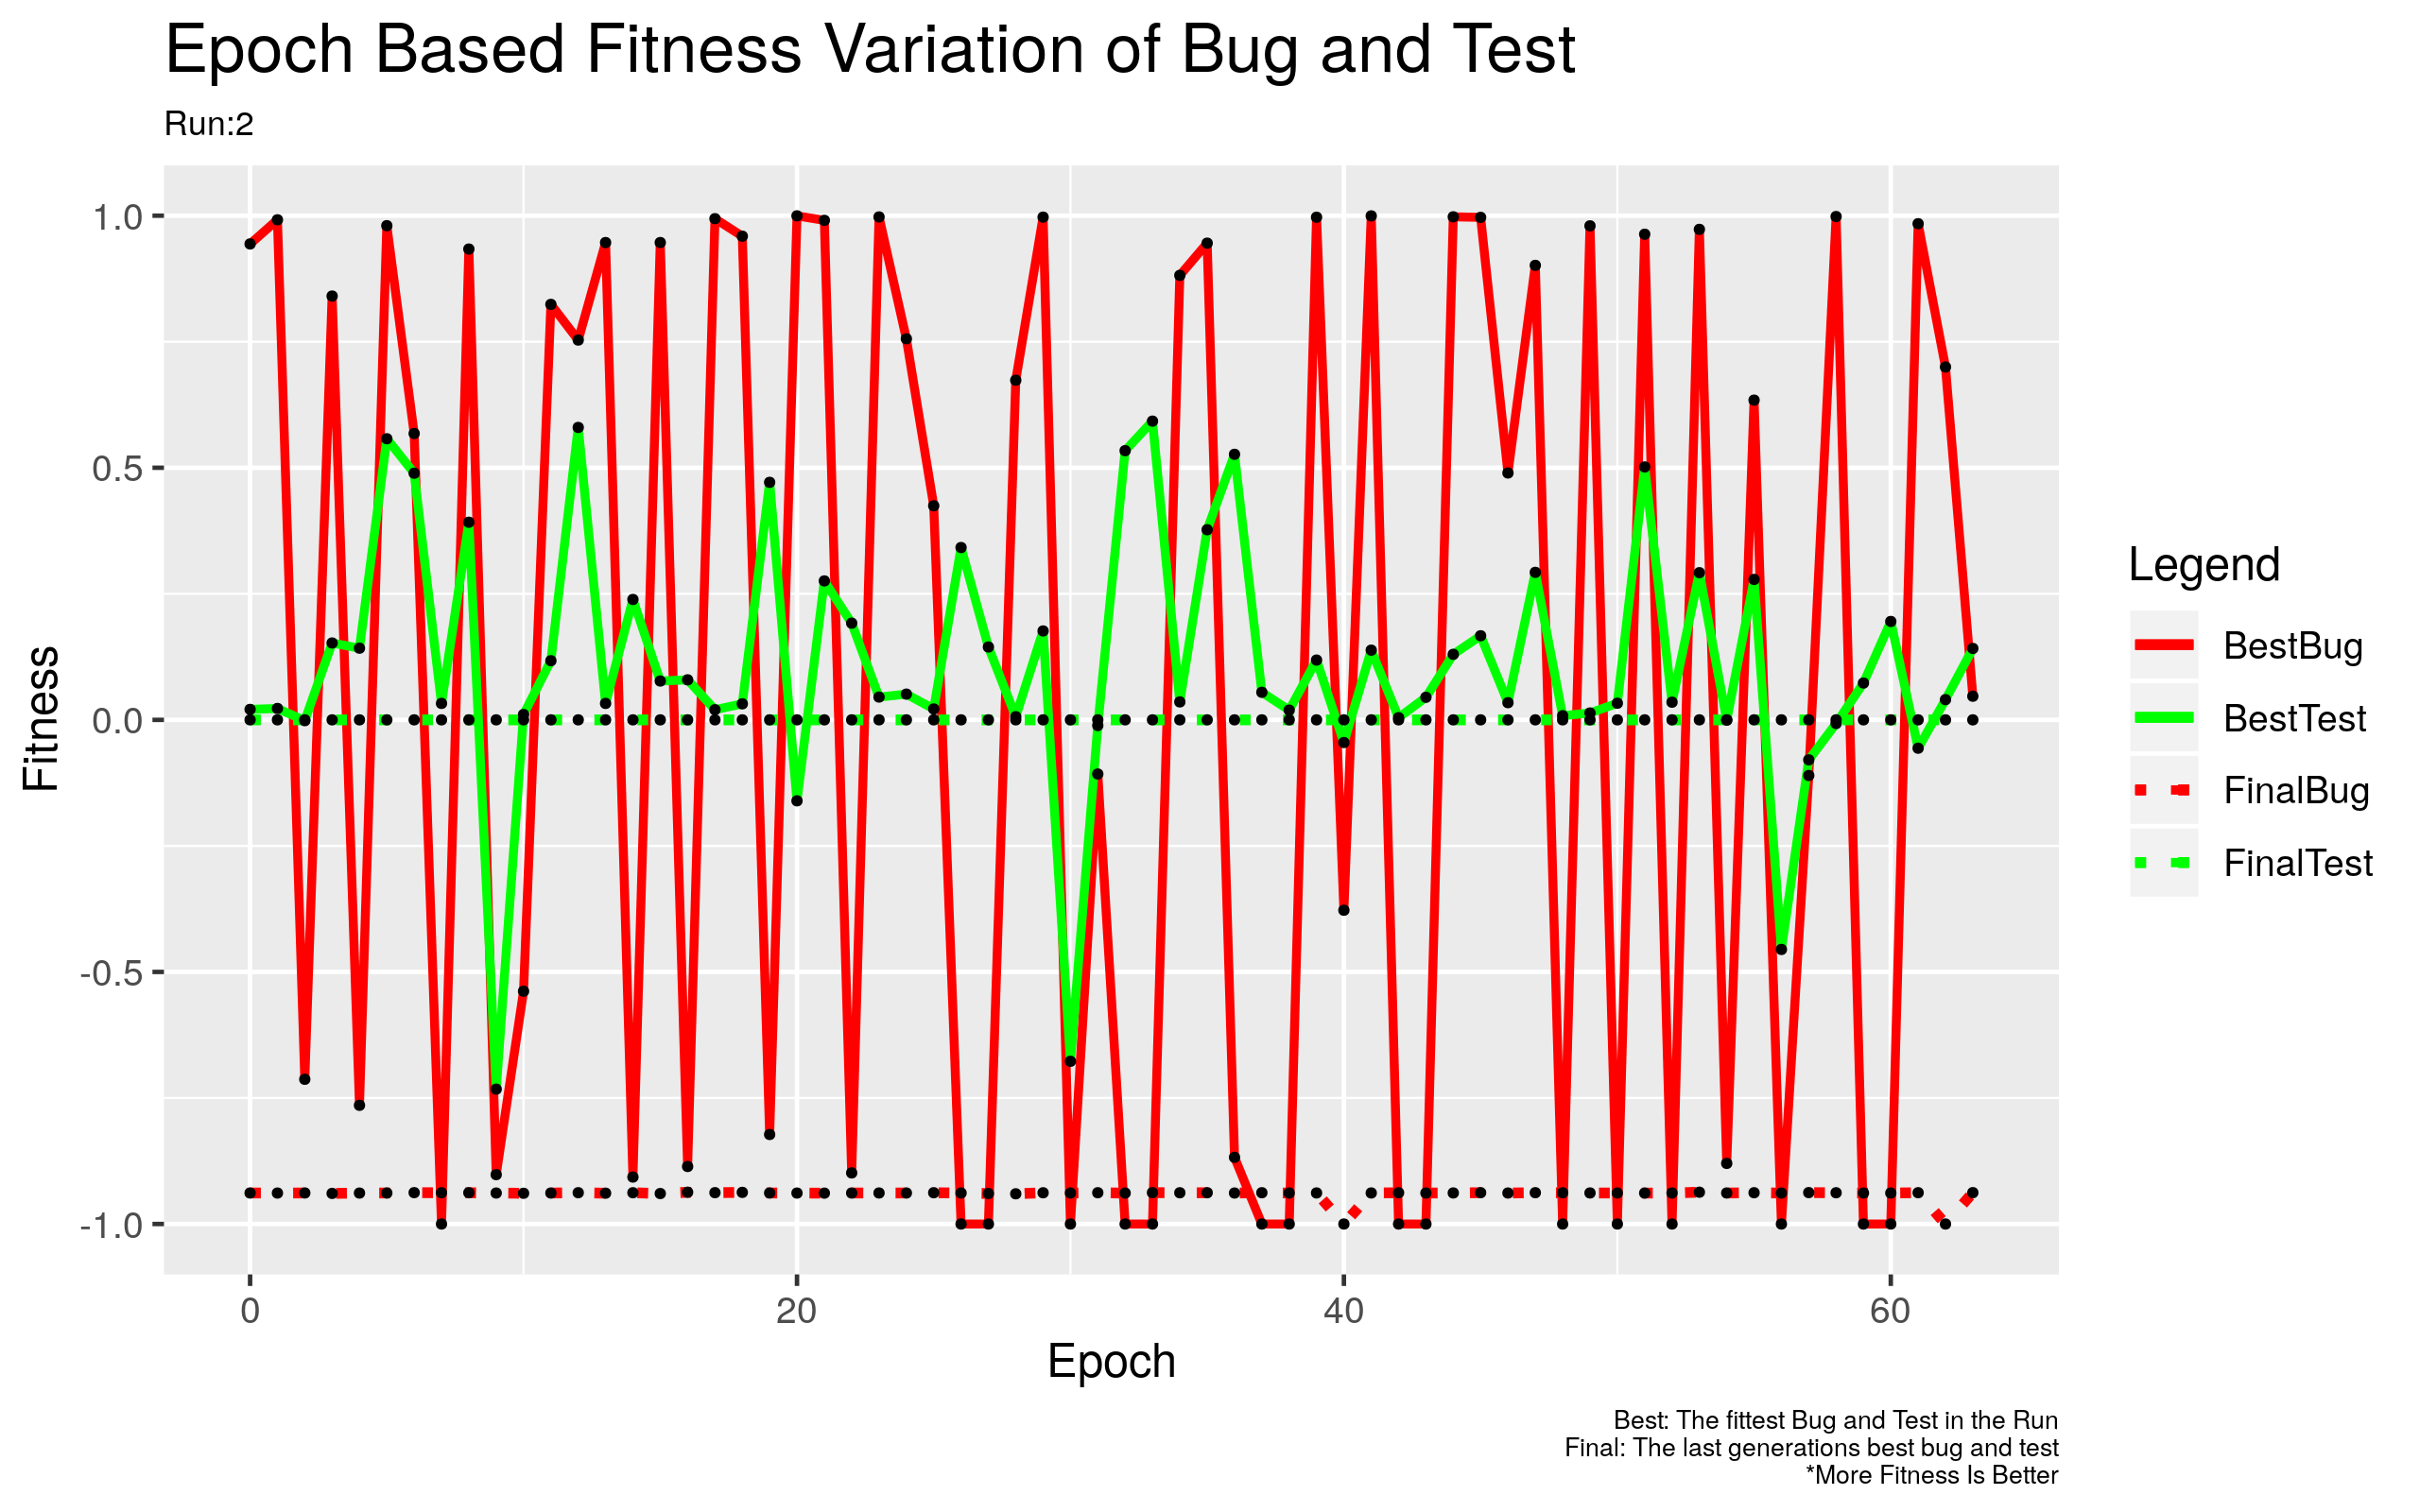 Epoch Based Fitness Variation of Bug and Test
Run:2
1.0
0.5
0.0
-0.5
-1.0
Fitness
0
20
40
60
Epoch
Legend
BestBug
BestTest
FinalBug
FinalTest
Best: The fittest Bug and Test in the Run
Final: The last generations best bug and test
*More Fitness Is Better